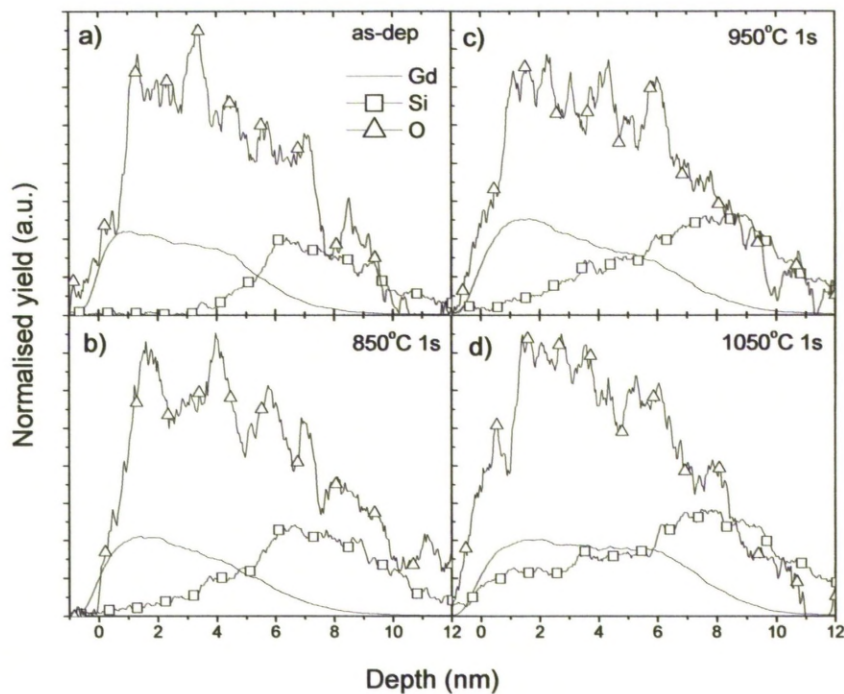 a)
as-dep
Gd
Si
O
c)
950°C 1s
b)
850°C 1s
d)
1050°C 1s
Normalised yield (a.u.)
0 2 4 6 8 10 12
0 2 4 6 8 10 12
Depth (nm)